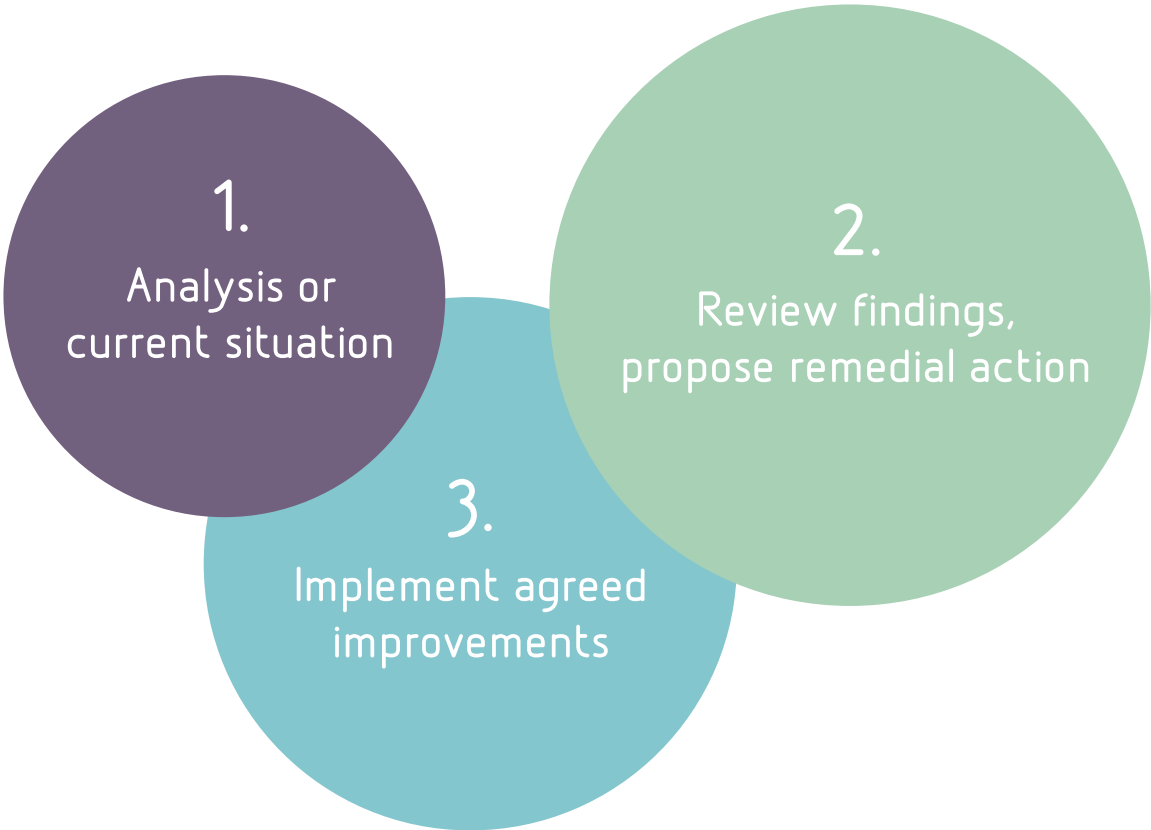 1.
Analysis or
current situation
2.
Review findings,
propose remedial action
3.
Implement agreed
improvements